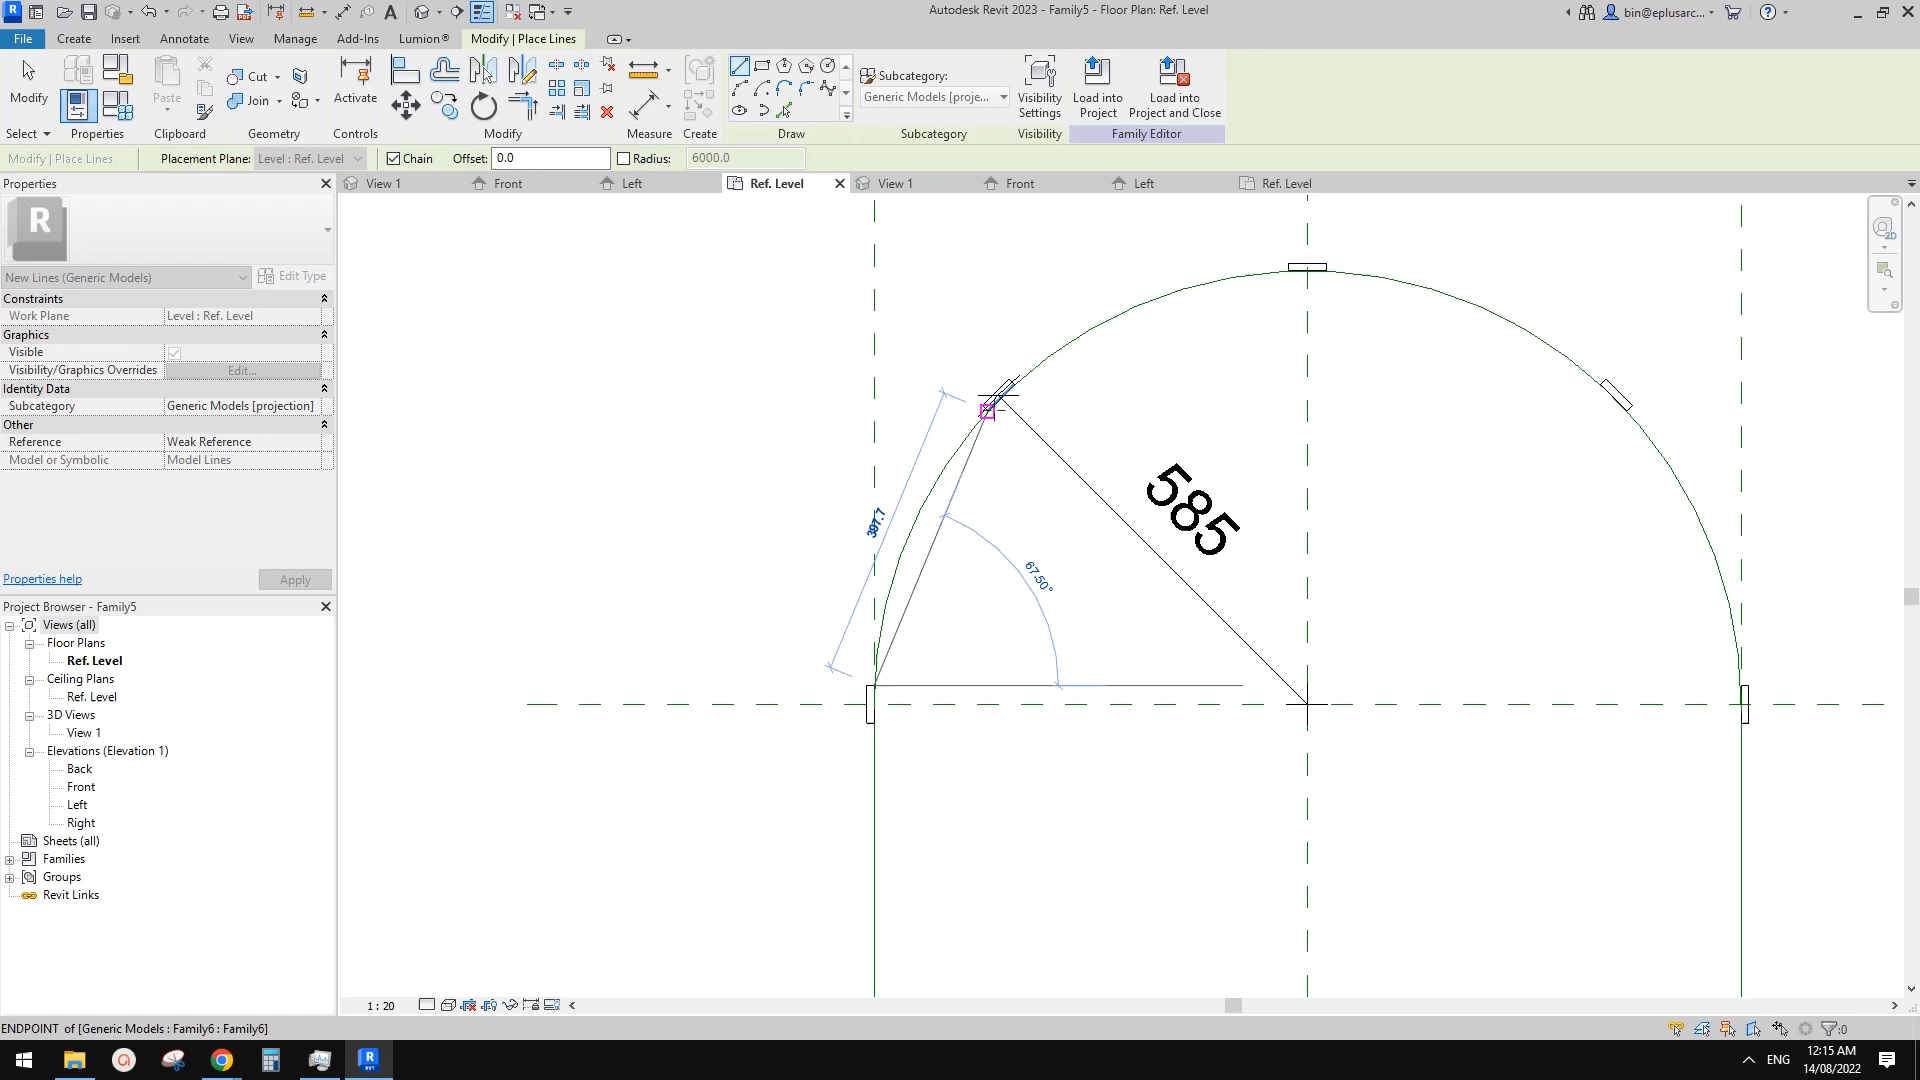 Autodesk Revit 2023 - Family5 - Floor Plan: Ref. Level
bin@eplusarc...
File Create Insert Annotate View Manage Add-Ins Lumion® Modify | Place Lines
Modify
Paste
Cut
Join
Activate
Subcategory:
Generic Models [proje...
Visibility Settings
Load into Project
Load into Project and Close
Select Properties Clipboard Geometry Controls Modify Measure Create Draw Subcategory Visibility Family Editor
Modify | Place Lines Placement Plane: Level : Ref. Level Chain Offset: 0.0 Radius: 6000.0
Properties
View 1 Front Left Ref. Level View 1 Front Left Ref. Level
R
New Lines (Generic Models) Edit Type
Constraints
Work Plane Level : Ref. Level
Graphics
Visible
Visibility/Graphics Overrides Edit...
Identity Data
Subcategory Generic Models [projection]
Other
Reference Weak Reference
Model or Symbolic Model Lines
Properties help Apply
Project Browser - Family5
Views (all)
Floor Plans
Ref. Level
Ceiling Plans
Ref. Level
3D Views
View 1
Elevations (Elevation 1)
Back
Front
Left
Right
Sheets (all)
Families
Groups
Revit Links
397.7
67.50°
585
2D
1 : 20
ENDPOINT of [Generic Models : Family6 : Family6]
:0
ENG
12:15 AM
14/08/2022